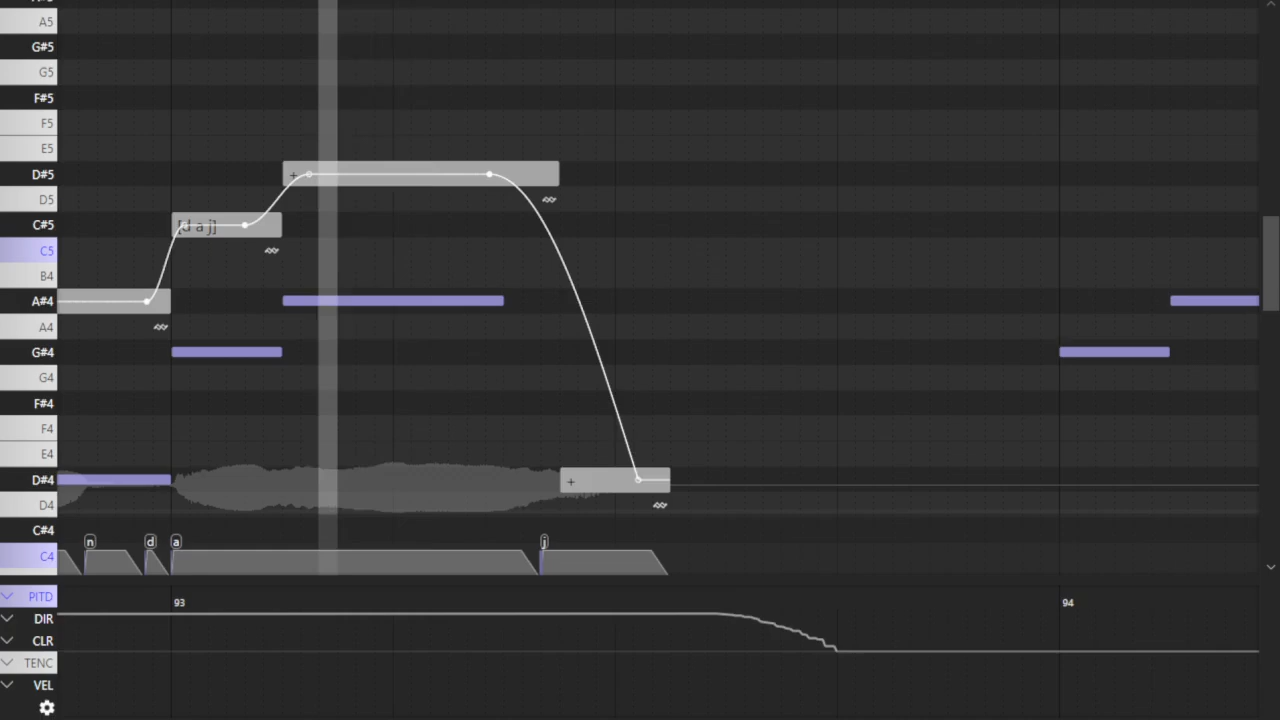 A5
G#5
G5
F#5
F5
E5
D#5
+
D5
C#5
[d a j]
C5
B4
A#4
A4
G#4
G4
F#4
F4
E4
D#4
+
D4
C#4
n d a j
C4
PITD
93 94
DIR
CLR
TENC
VEL